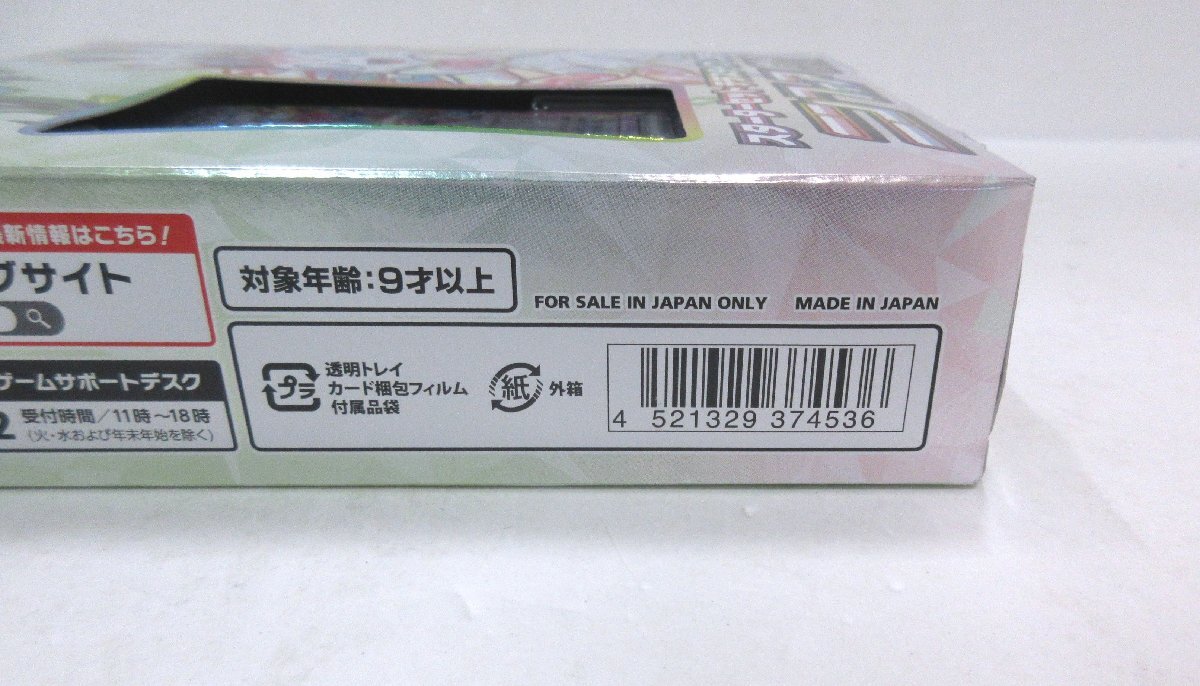 新情報はこちら!
ブサイト
対象年齢:9才以上
FOR SALE IN JAPAN ONLY
MADE IN JAPAN
ゲームサポートデスク
2 受付時間/11時~18時
(火・水および年末年始を除く)
プラ
透明トレイ
カード梱包フィルム
付属品袋
紙 外箱
4 521329 374536